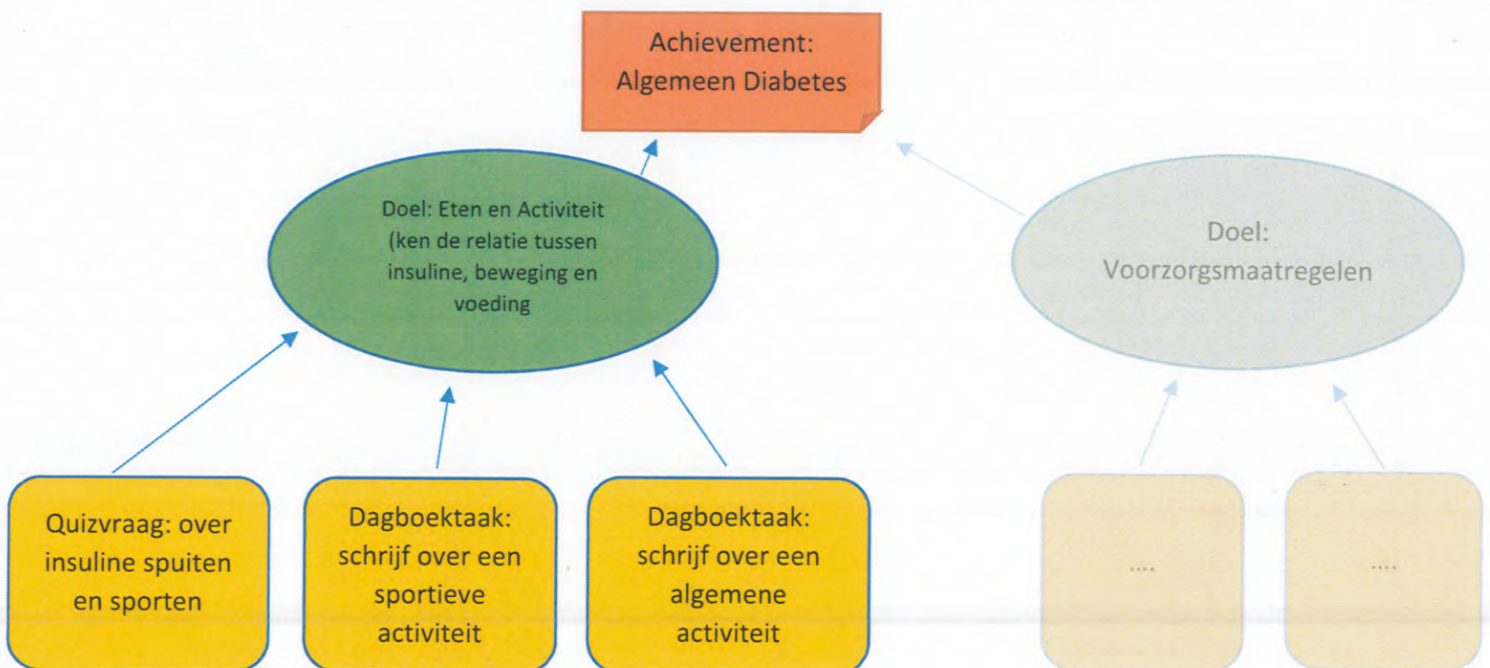 Achievement:
Algemeen Diabetes
Doel: Eten en Activiteit
(ken de relatie tussen
insuline, beweging en
voeding
Doel:
Voorzorgsmaatregelen
Quizvraag: over
insuline spuiten
en sporten
Dagboektaak:
schrijf over een
sportieve
activiteit
Dagboektaak:
schrijf over een
algemene
activiteit
....
....